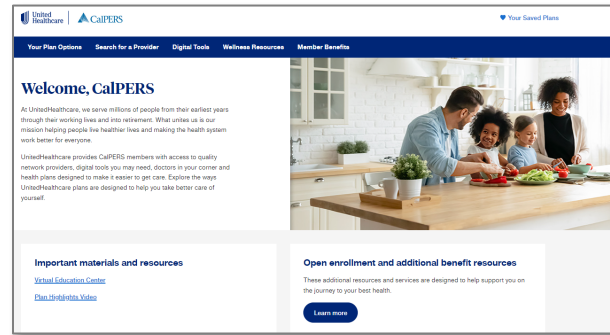 United
Healthcare
CalPERS
Your Saved Plans
Your Plan Options Search for a Provider Digital Tools Wellness Resources Member Benefits
Welcome, CalPERS
At UnitedHealthcare, we serve millions of people from their earliest years
through their working lives and into retirement. What unites us is our
mission helping people live healthier lives and making the health system
work better for everyone.
UnitedHealthcare provides CalPERS members with access to quality
network providers, digital tools you may need, doctors in your corner and
health plans designed to make it easier to get care. Explore the ways
UnitedHealthcare plans are designed to help you take better care of
yourself.
Important materials and resources
Virtual Education Center
Plan Highlights Video
Open enrollment and additional benefit resources
These additional resources and services are designed to help support you on
the journey to your best health.
Learn more